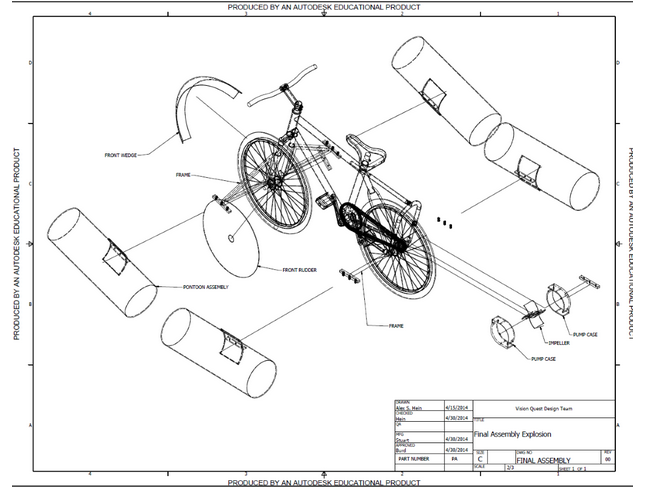 PRODUCED BY AN AUTODESK EDUCATIONAL PRODUCT
4
2
1
D
D
PRODUCED BY AN AUTODESK EDUCATIONAL PRODUCT
PRODUCED BY AN AUTODESK EDUCATIONAL PRODUCT
FRONT WEDGE
FRAME
C
C
FRONT RUDDER
PONTOON ASSEMBLY
B
B
FRAME
PUMP CASE
IMPELLER
PUMP CASE
A
A
DRAWN
Alex S. Hein
4/15/2014
Vision Quest Design Team
CHECKED
Hein
4/30/2014
QA
TITLE
MFG
Stuart
4/30/2014
Final Assembly Explosion
APPROVED
Burd
4/30/2014
PART NUMBER
PA
SIZE
C
DWG NO
FINAL ASSEMBLY
REV
00
SCALE
2/3
SHEET 1 OF 1
4
2
1
PRODUCED BY AN AUTODESK EDUCATIONAL PRODUCT